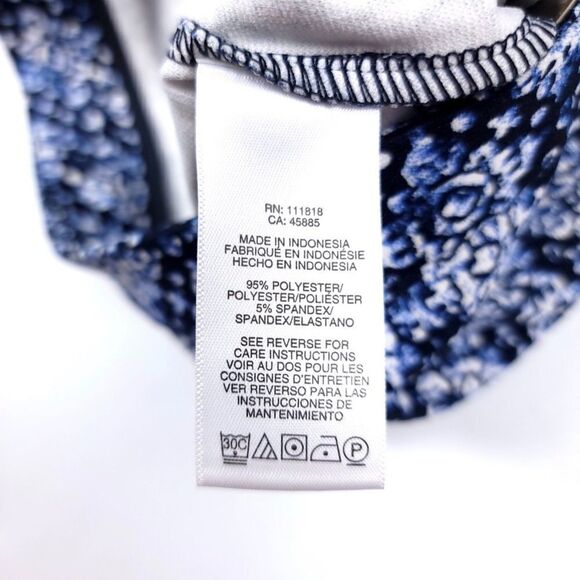 RN: 111818
CA: 45885
MADE IN INDONESIA
FABRIQUÉ EN INDONÉSIE
HECHO EN INDONESIA
95% POLYESTER/
POLYESTER/POLIÉSTER
5% SPANDEX/
SPANDEX/ELASTANO
SEE REVERSE FOR
CARE INSTRUCTIONS
VOIR AU DOS POUR LES
CONSIGNES D'ENTRETIEN
VER REVERSO PARA LAS
INSTRUCCIONES DE
MANTENIMIENTO
30C P